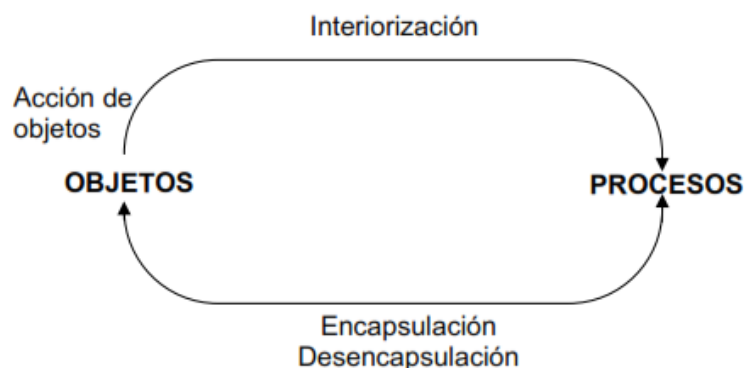 Interiorización
Acción de
objetos
OBJETOS
PROCESOS
Encapsulación
Desencapsulación